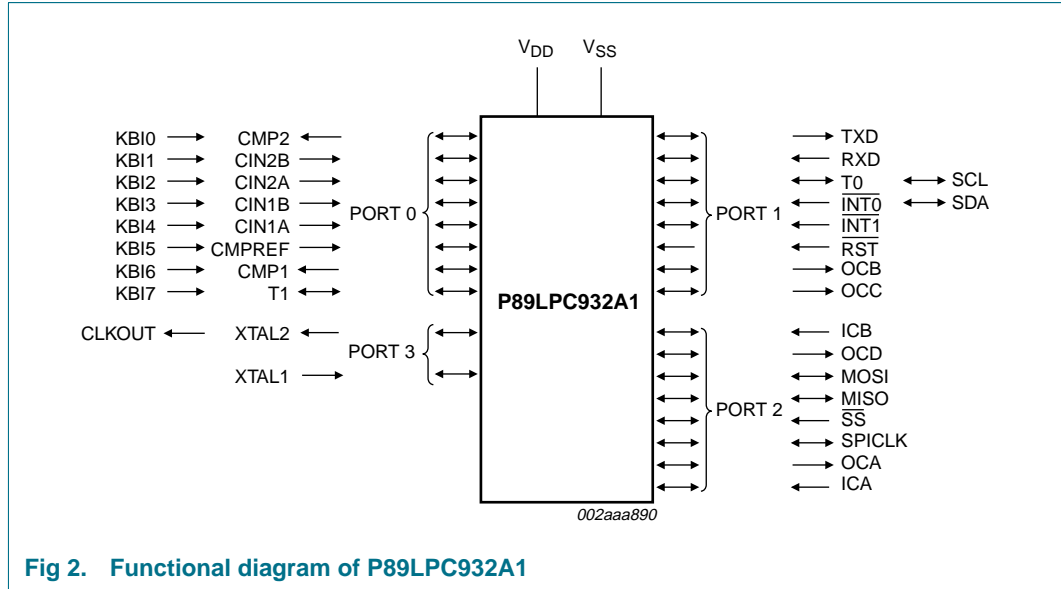 VDD VSS
KBI0 CMP2 TXD
KBI1 CIN2B RXD
KBI2 CIN2A T0 SCL
KBI3 CIN1B PORT 0 PORT 1 INT0 SDA
KBI4 CIN1A INT1
KBI5 CMPREF RST
KBI6 CMP1 OCB
KBI7 T1 P89LPC932A1 OCC
CLKOUT XTAL2 ICB
PORT 3 OCD
XTAL1 MOSI
MISO
PORT 2 SS
SPICLK
OCA
ICA
002aaa890
Fig 2. Functional diagram of P89LPC932A1